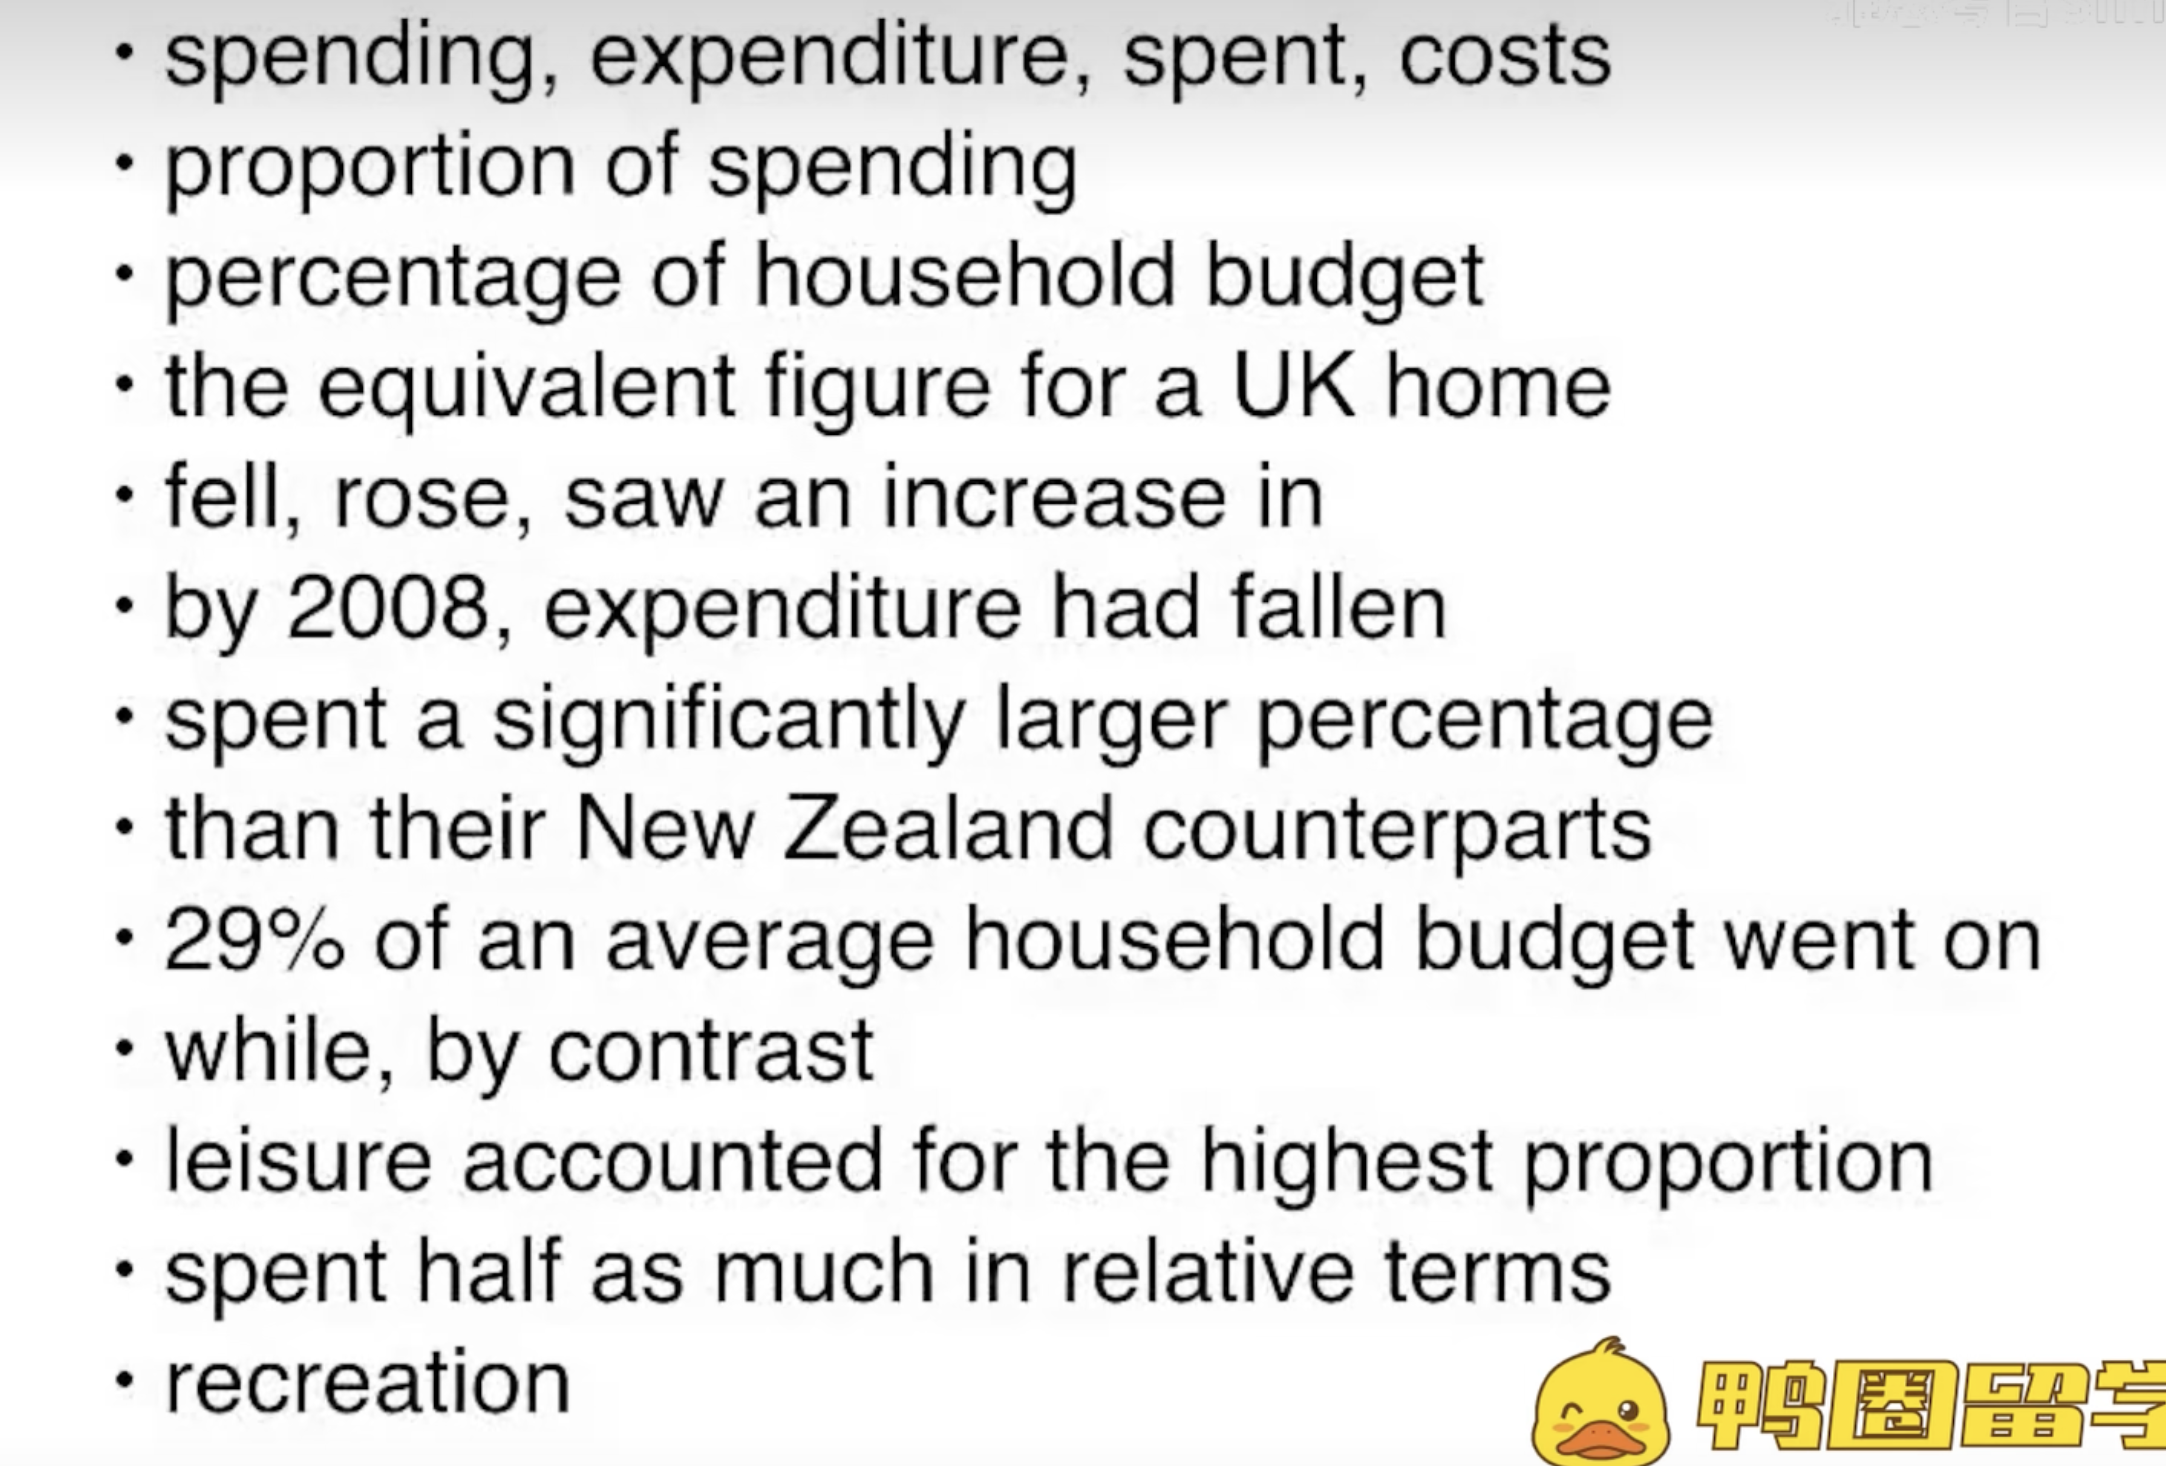 • spending, expenditure, spent, costs
• proportion of spending
• percentage of household budget
• the equivalent figure for a UK home
• fell, rose, saw an increase in
• by 2008, expenditure had fallen
• spent a significantly larger percentage
• than their New Zealand counterparts
• 29% of an average household budget went on
• while, by contrast
• leisure accounted for the highest proportion
• spent half as much in relative terms
• recreation
鸭圈留学